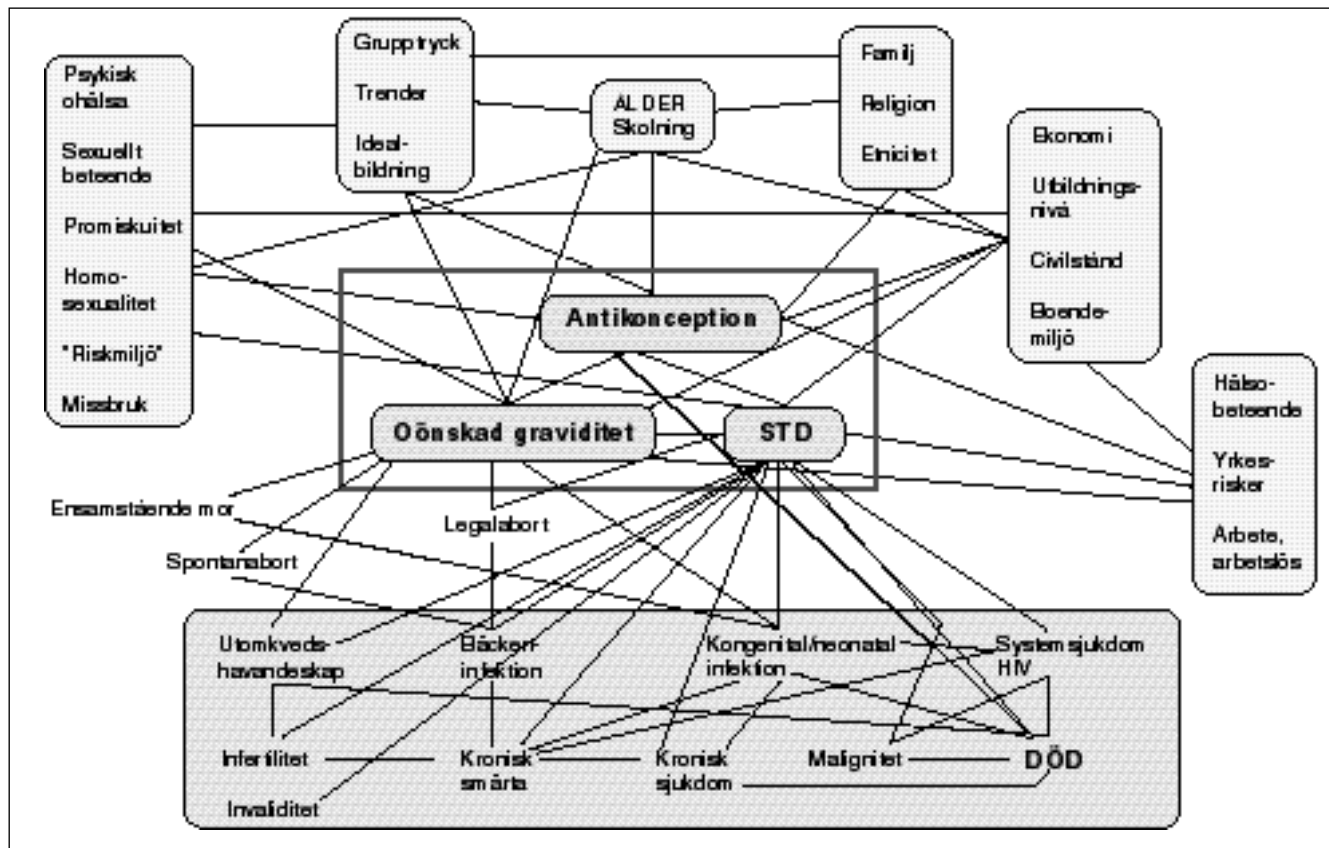 Psykisk
ohälsa
Sexuellt
beteende
Promiskuitet
Homo-
sexualitet
"Riskmiljö"
Missbruk
Grupptryck
Trender
Ideal-
bildning
ÅLDER
Skolning
Familj
Religion
Etnicitet
Ekonomi
Utbildnings-
nivå
Civilstånd
Boende-
miljö
Hälso-
beteende
Yrkes-
risker
Arbete,
arbetslös
Antikonception
Oönskad graviditet
STD
Ensamstående mor
Legalabort
Spontanabort
Utomkveds-
havandeskap
Bäcken-
infektion
Kongenital/neonatal
infektion
Systemsjukdom
HIV
Infertilitet
Kronisk
smärta
Kronisk
sjukdom
Malignitet
DÖD
Invaliditet